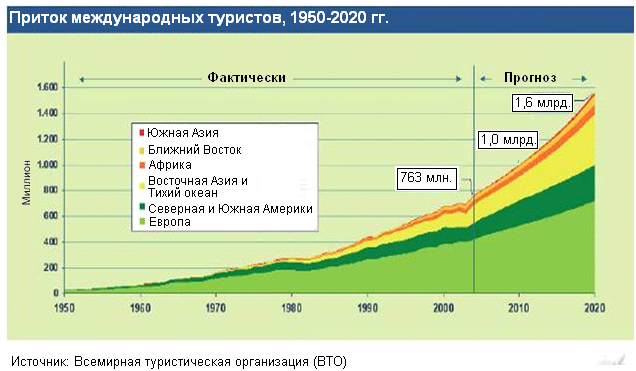 Приток международных туристов, 1950-2020 гг.
Фактически
Прогноз
1.600
1.400
1.200
1.000
800
600
400
200
0
Миллион
Южная Азия
Ближний Восток
Африка
Восточная Азия и
Тихий океан
Северная и Южная Америки
Европа
763 млн.
1,0 млрд.
1,6 млрд.
1950
1960
1970
1980
1990
2000
2010
2020
Источник: Всемирная туристическая организация (ВТО)